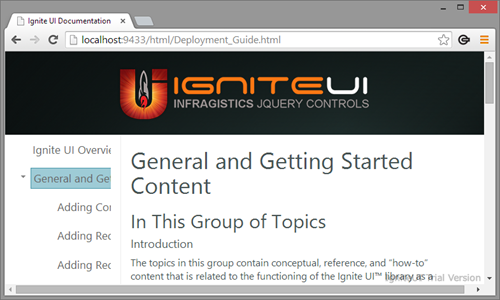 Ignite UI Documentation
localhost:9433/html/Deployment_Guide.html
IGNITEUI
INFRAGISTICS JQUERY CONTROLS
Ignite UI Overvie
General and Ge
Adding Co
Adding Re
Adding Re
General and Getting Started
Content
In This Group of Topics
Introduction
The topics in this group contain conceptual, reference, and "how-to"
content that is related to the functioning of the Ignite UI™ library as a
Trial Version